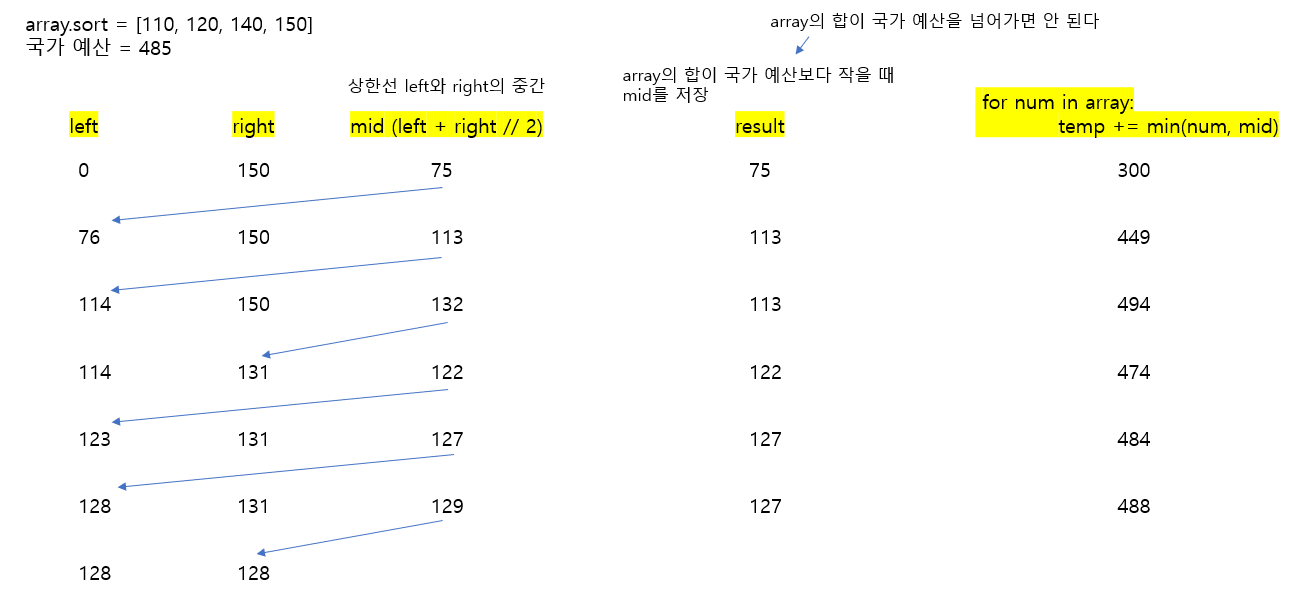 array.sort = [110, 120, 140, 150]
국가 예산 = 485
array의 합이 국가 예산을 넘어가면 안 된다
상한선 left와 right의 중간
array의 합이 국가 예산보다 작을 때
mid를 저장
left right mid (left + right // 2) result for num in array:
temp += min(num, mid)
0 150 75 75 300
76 150 113 113 449
114 150 132 113 494
114 131 122 122 474
123 131 127 127 484
128 131 129 127 488
128 128